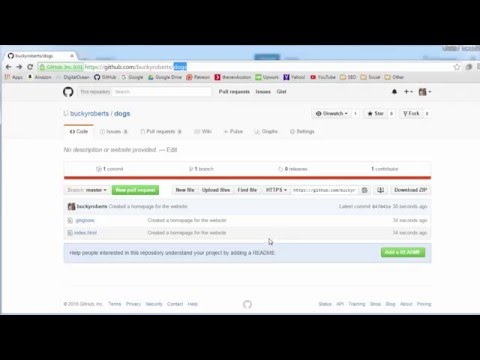 buckyroberts/dogs
GitHub, Inc. [US] https://github.com/buckyroberts/dogs
Apps Amazon DigitalOcean GitHub Google Patreon thenewboston Upwork Yahoo! SEO Analytics Other bookmarks
This repository Search Pull requests Issues Gist
buckyroberts / dogs
Unwatch 1 Star 0 Fork 0
Code Issues 0 Pull requests 0 Wiki Pulse Graphs Settings
No description or website provided. — Edit
1 commit 1 branch 0 releases 1 contributor
Branch: master New pull request New file Upload files Find file HTTPS https://github.com/buckyr Download ZIP
buckyroberts Created a homepage for the website Latest commit 30 seconds ago
.gitignore Created a homepage for the website 34 seconds ago
index.html Created a homepage for the website 34 seconds ago
Help people interested in this repository understand your project by adding a README. Add a README
© 2016 GitHub, Inc. Terms Privacy Security Contact Help Status API Training Shop Blog About Pricing